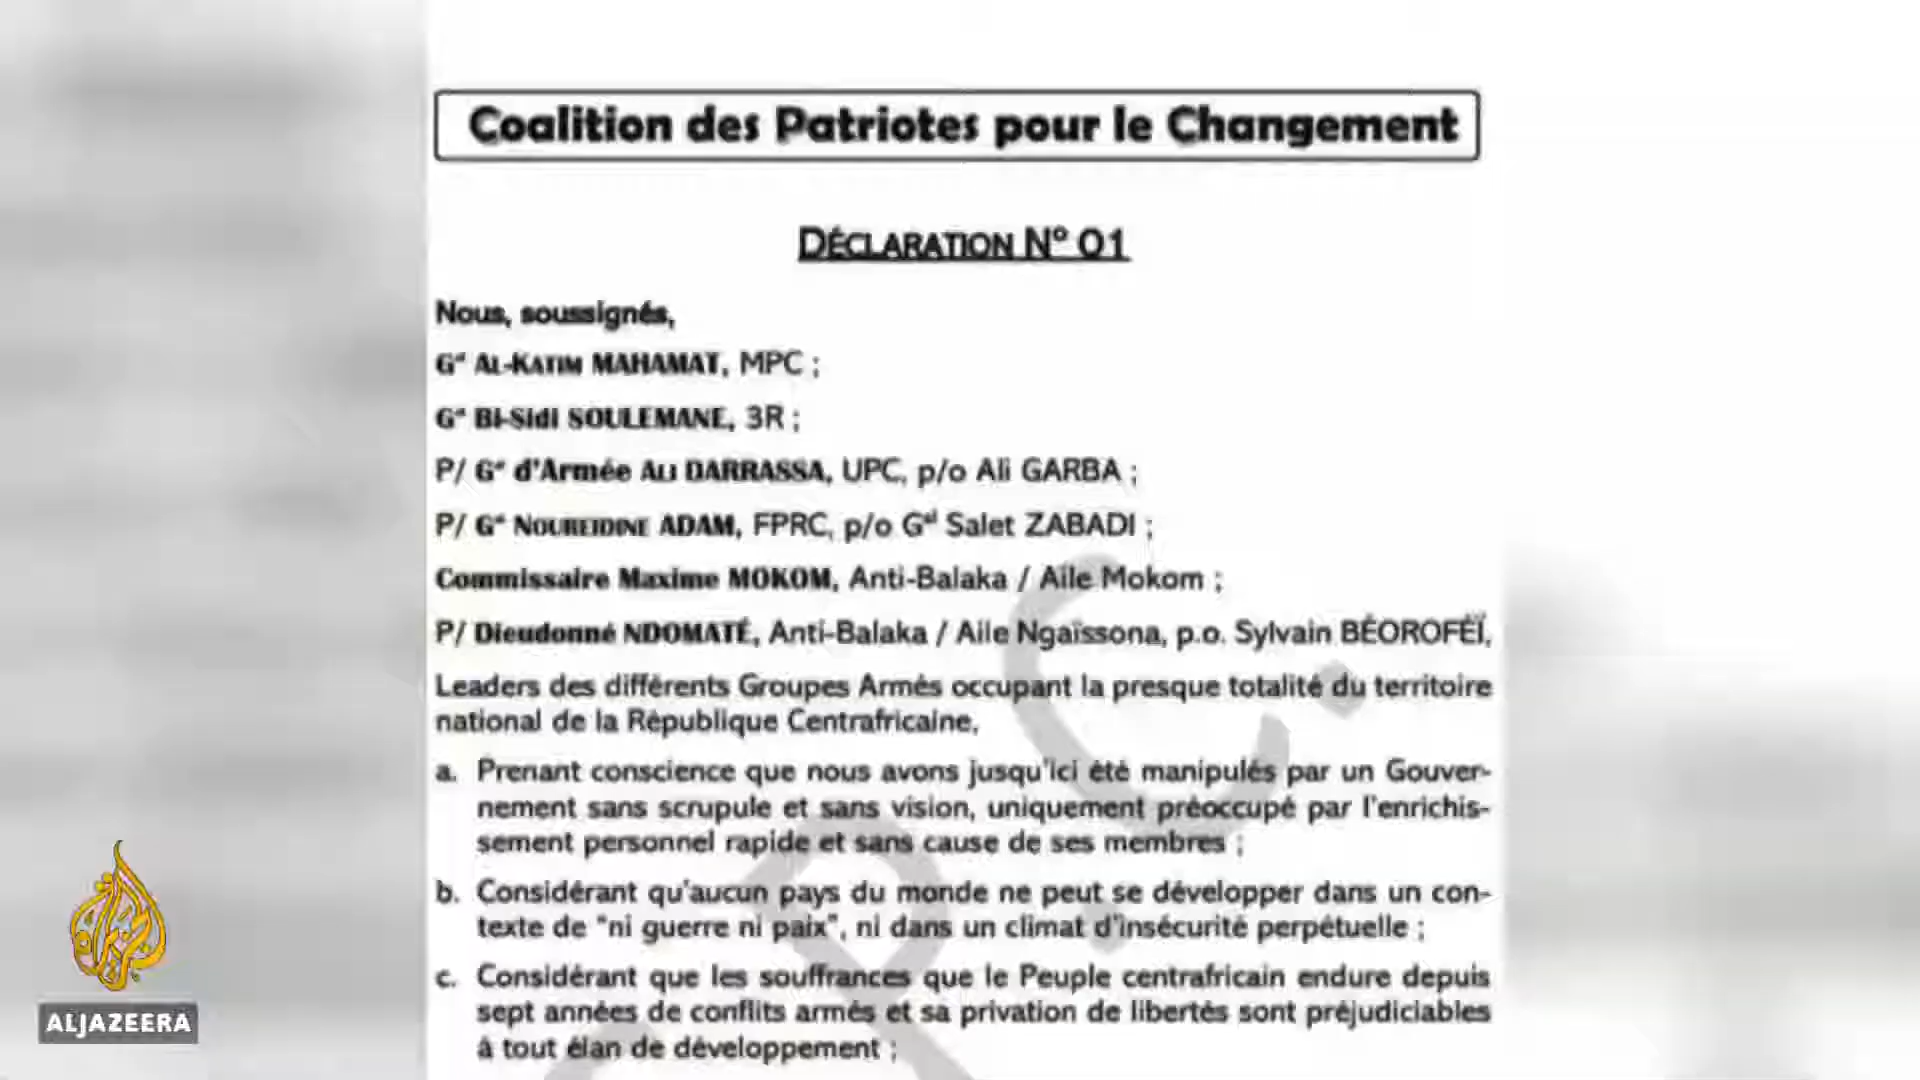 Coalition des Patriotes pour le Changement
DÉCLARATION N° 01
Nous, soussignés,
Gal AL-KATIM MAHAMAT, MPC ;
Gal Bi-Sidi SOULEMANE, 3R ;
P/ Gal d'Armée ALI DARRASSA, UPC, p/o Ali GARBA ;
P/ Gal NOUREIDINE ADAM, FPRC, p/o Gal Salet ZABADI ;
Commissaire Maxime MOKOM, Anti-Balaka / Aile Mokom ;
P/ Dieudonné NDOMATÉ, Anti-Balaka / Aile Ngaïssona, p.o. Sylvain BÉOROFÉÏ,
Leaders des différents Groupes Armés occupant la presque totalité du territoire
national de la République Centrafricaine,
a. Prenant conscience que nous avons jusqu'ici été manipulés par un Gouver-
nement sans scrupule et sans vision, uniquement préoccupé par l'enrichis-
sement personnel rapide et sans cause de ses membres ;
b. Considérant qu'aucun pays du monde ne peut se développer dans un con-
texte de "ni guerre ni paix", ni dans un climat d'insécurité perpétuelle ;
c. Considérant que les souffrances que le Peuple centrafricain endure depuis
sept années de conflits armés et sa privation de libertés sont préjudiciables
à tout élan de développement ;
ALJAZEERA